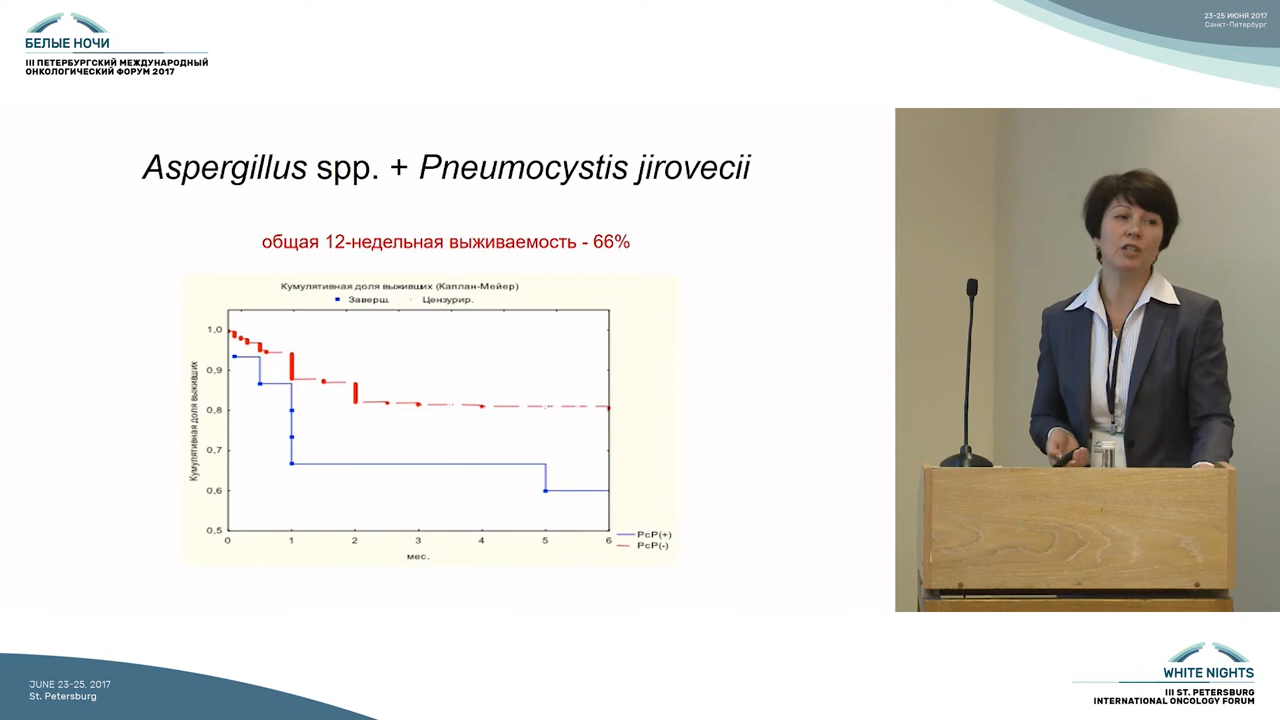 БЕЛЫЕ НОЧИ
III ПЕТЕРБУРГСКИЙ МЕЖДУНАРОДНЫЙ
ОНКОЛОГИЧЕСКИЙ ФОРУМ 2017
23-25 ИЮНЯ 2017
Санкт-Петербург
Aspergillus spp. + Pneumocystis jirovecii
общая 12-недельная выживаемость - 66%
Кумулятивная доля выживших (Каплан-Мейер)
Заверш. Цензурир.
Кумулятивная доля выживших
1,0
0,9
0,8
0,7
0,6
0,5
0 1 2 3 4 5 6
мес.
PcP(+)
PcP(-)
JUNE 23-25, 2017
St. Petersburg
WHITE NIGHTS
III ST. PETERSBURG
INTERNATIONAL ONCOLOGY FORUM